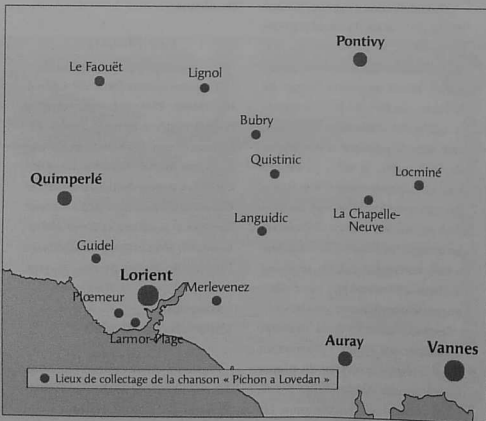 Pontivy
Le Faouët
Lignol
Bubry
Quistinic
Locminé
Quimperlé
La Chapelle-
Neuve
Languidic
Guidel
Lorient
Merlevenez
Plœmeur
Larmor-Plage
Auray
Vannes
Lieux de collectage de la chanson « Pichon a Lovedan »